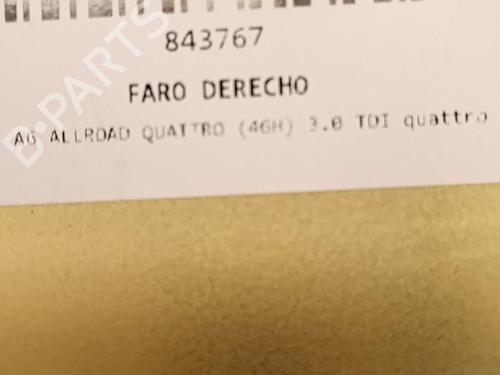 843767
FARO DERECHO
A6 ALLROAD QUATTRO (4GH) 3.0 TDI quattro
B-PARTS